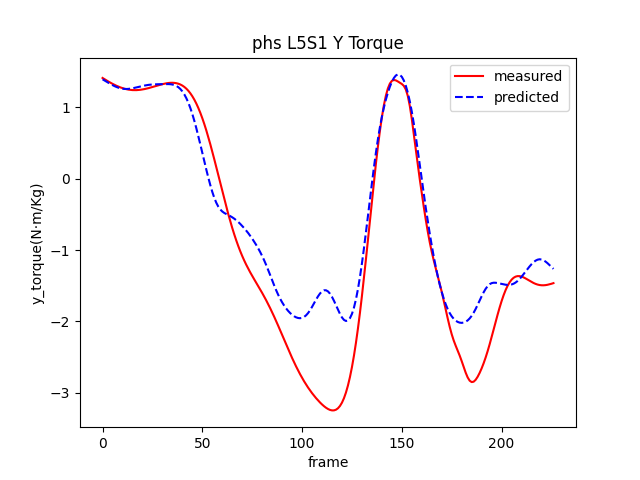 phs L5S1 Y Torque
measured
predicted
y_torque(N·m/Kg)
1
0
−1
−2
−3
0
50
100
150
200
frame